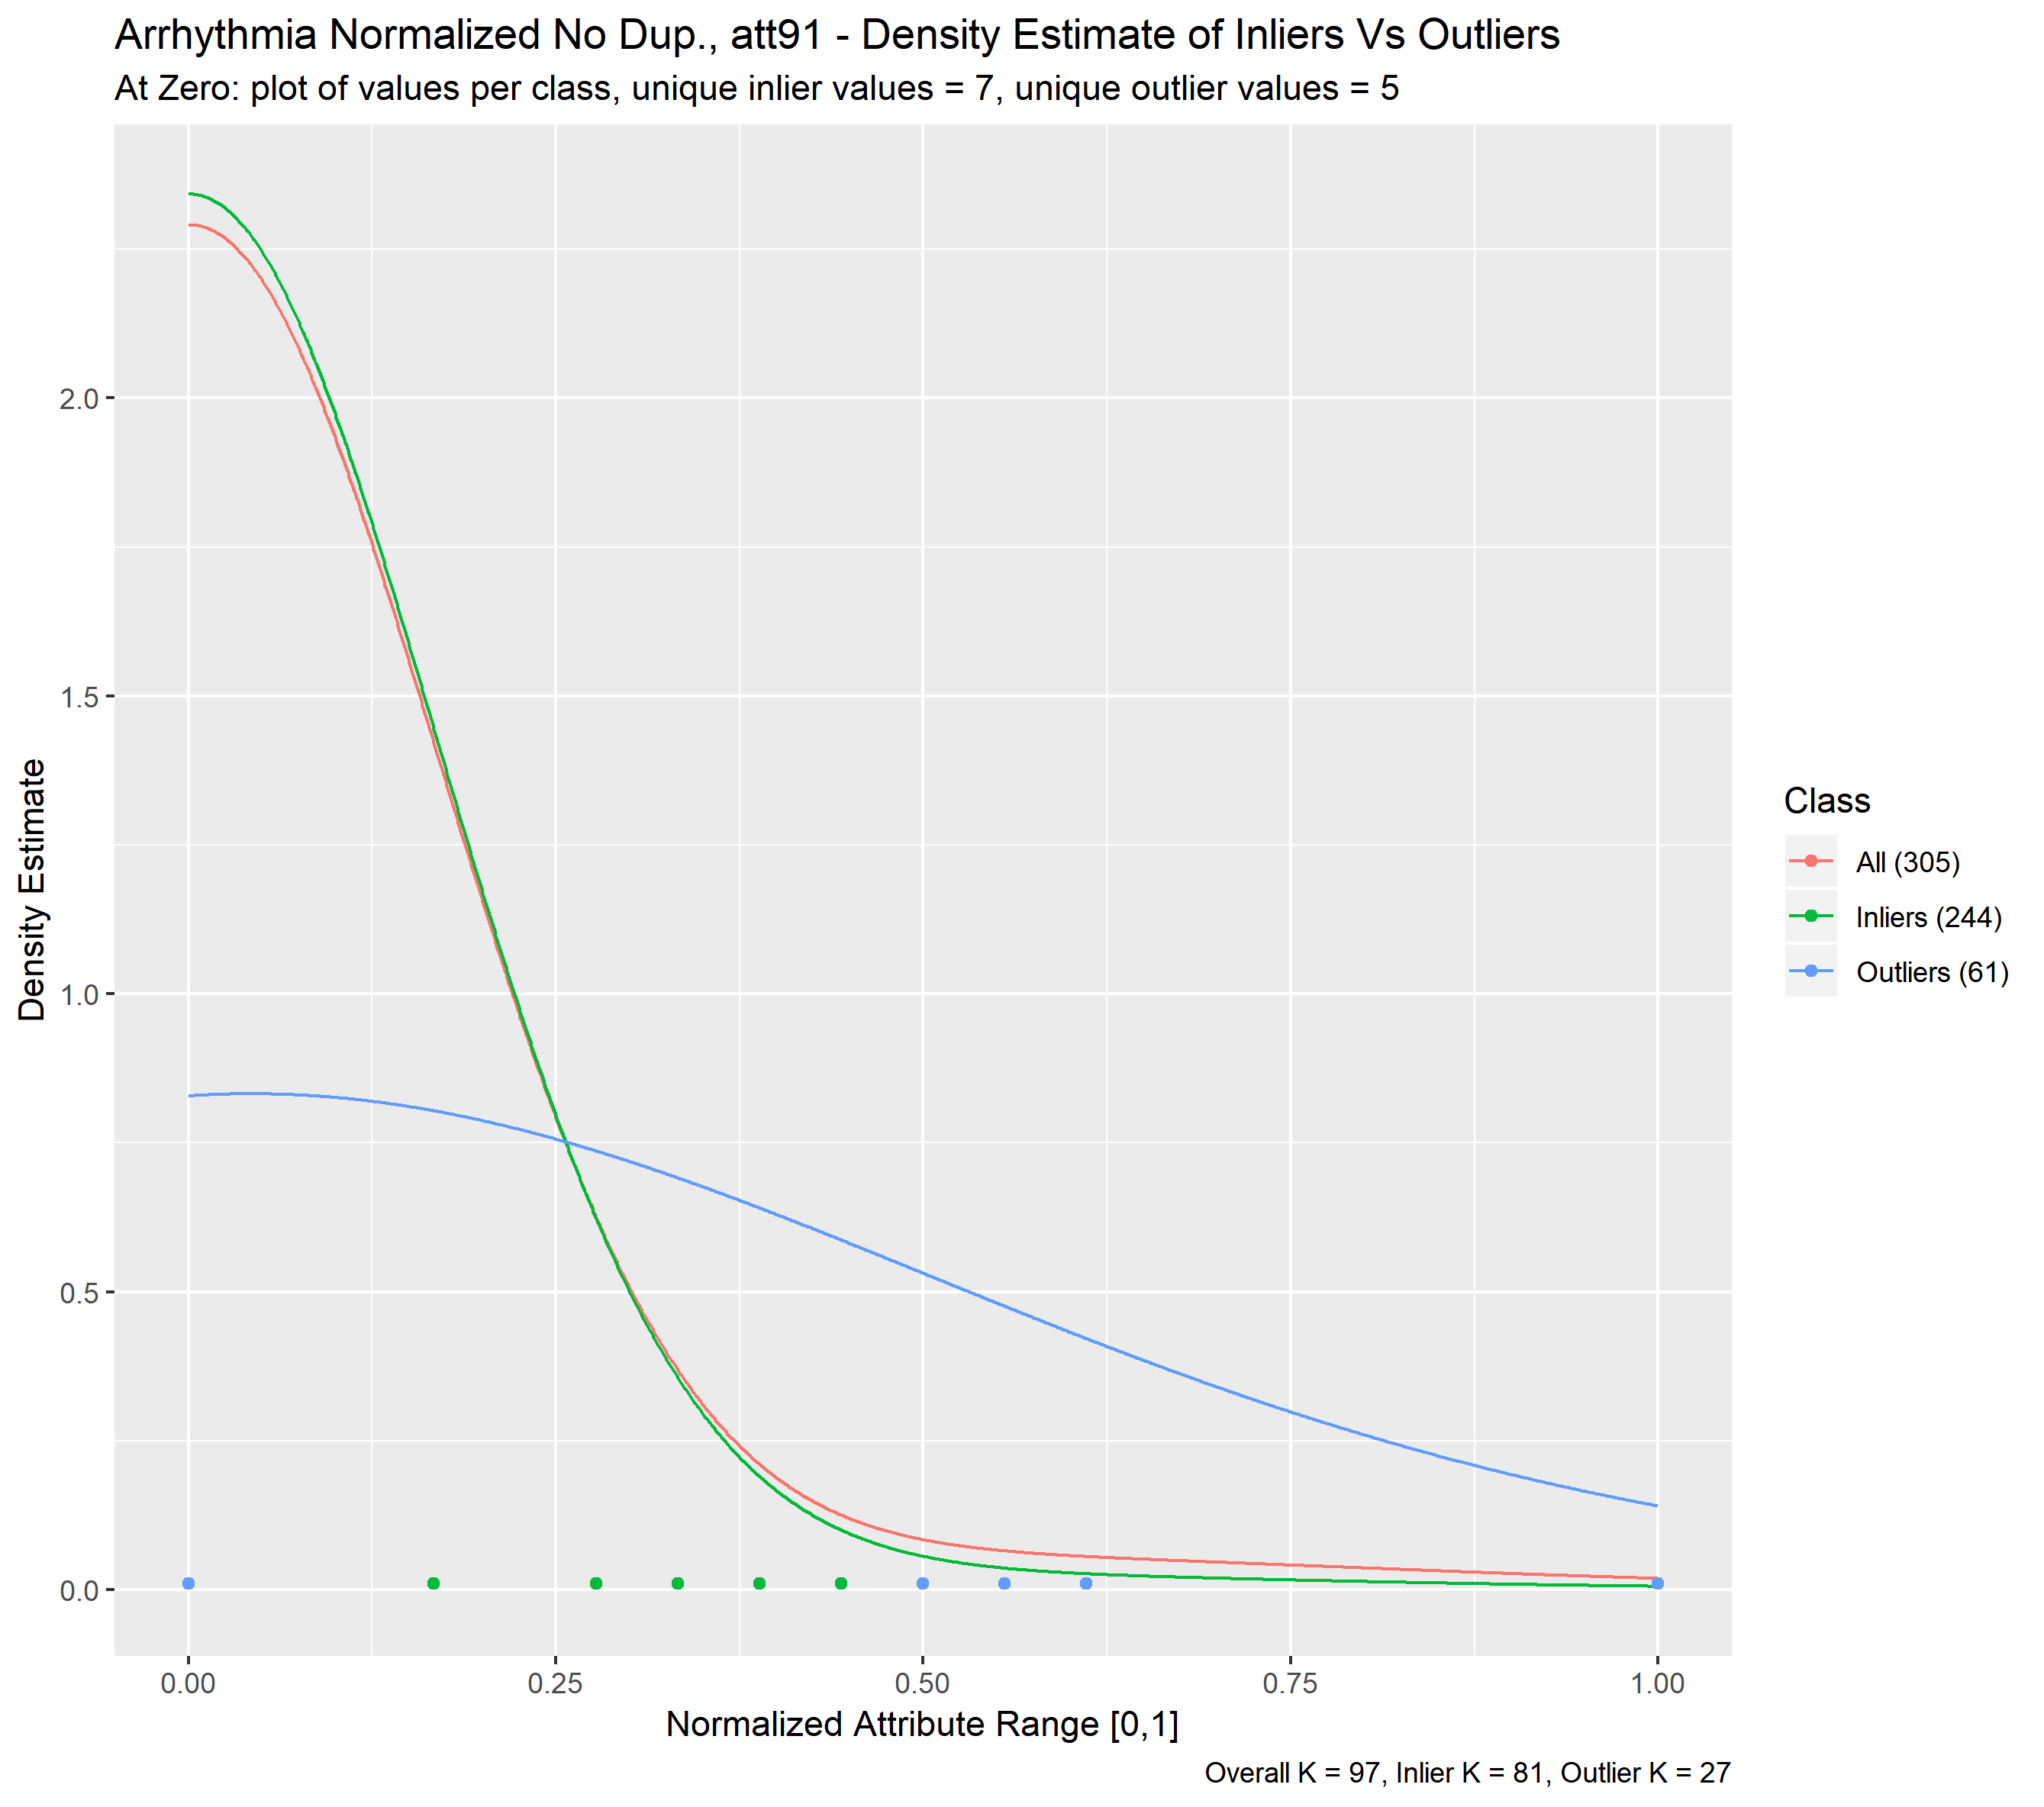 Arrhythmia Normalized No Dup., att91 - Density Estimate of Inliers Vs Outliers
At Zero: plot of values per class, unique inlier values = 7, unique outlier values = 5
Density Estimate
2.0
1.5
1.0
0.5
0.0
0.00 0.25 0.50 0.75 1.00
Normalized Attribute Range [0,1]
Class
All (305)
Inliers (244)
Outliers (61)
Overall K = 97, Inlier K = 81, Outlier K = 27